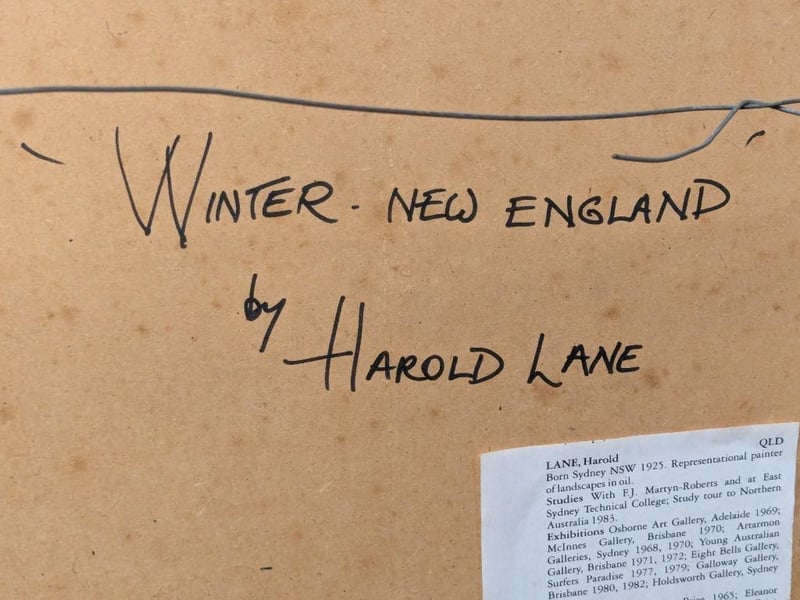 WINTER - NEW ENGLAND
by
HAROLD LANE
QLD
LANE, Harold
Born Sydney NSW 1925. Representational painter
of landscapes in oil.
Studies With F.J. Martyn-Roberts and at East
Sydney Technical College; Study tour to Northern
Australia 1983.
Exhibitions Osborne Art Gallery, Adelaide 1969;
McInnes Gallery, Brisbane 1970; Artarmon
Galleries, Sydney 1968, 1970; Young Australian
Gallery, Brisbane 1971, 1972; Eight Bells Gallery,
Surfers Paradise 1977, 1979; Galloway Gallery,
Brisbane 1980, 1982; Holdsworth Gallery, Sydney
1965; Eleanor